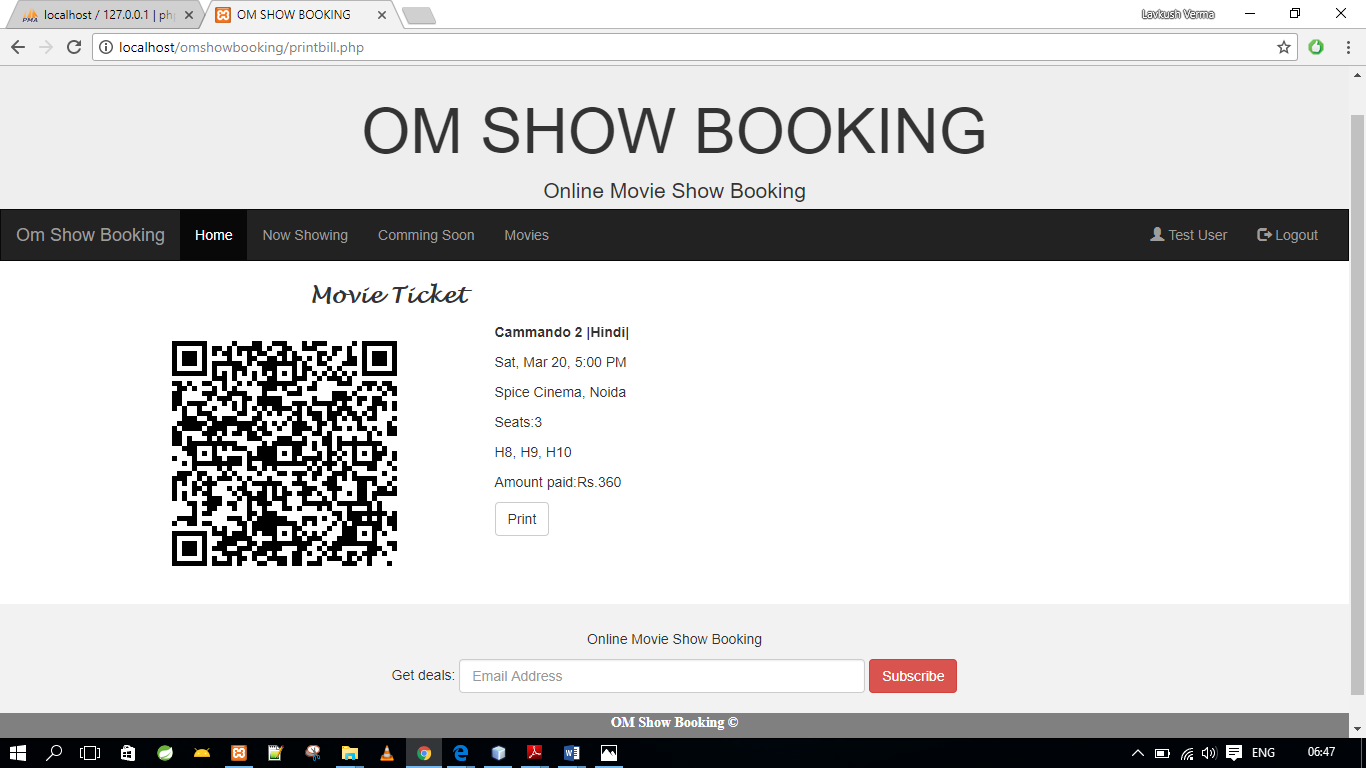 localhost / 127.0.0.1 | ph
OM SHOW BOOKING
Lavkush Verma
localhost/omshowbooking/printbill.php
OM SHOW BOOKING
Online Movie Show Booking
Om Show Booking
Home
Now Showing
Comming Soon
Movies
Test User
Logout
Movie Ticket
Cammando 2 |Hindi|
Sat, Mar 20, 5:00 PM
Spice Cinema, Noida
Seats:3
H8, H9, H10
Amount paid:Rs.360
Print
Online Movie Show Booking
Get deals: Email Address Subscribe
OM Show Booking ©
ENG
06:47